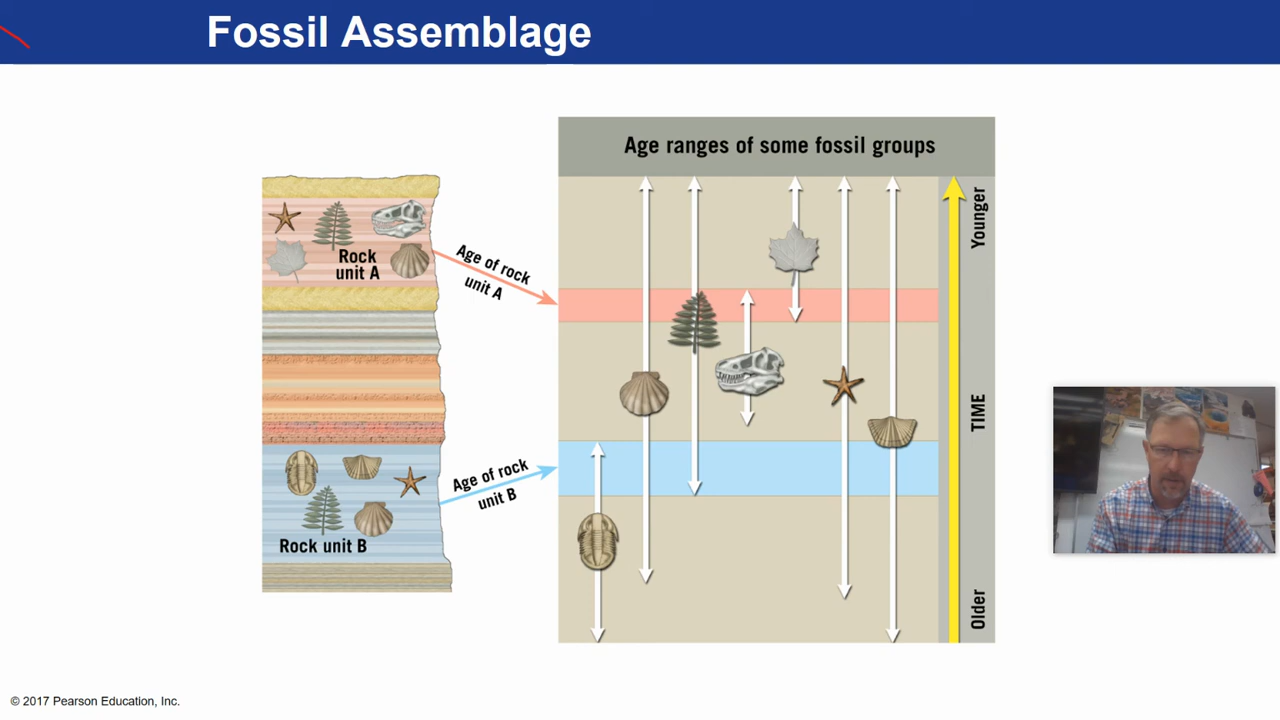 Fossil Assemblage
Age ranges of some fossil groups
Rock
unit A
Age of rock
unit A
Younger
TIME
Older
Age of rock
unit B
Rock unit B
© 2017 Pearson Education, Inc.